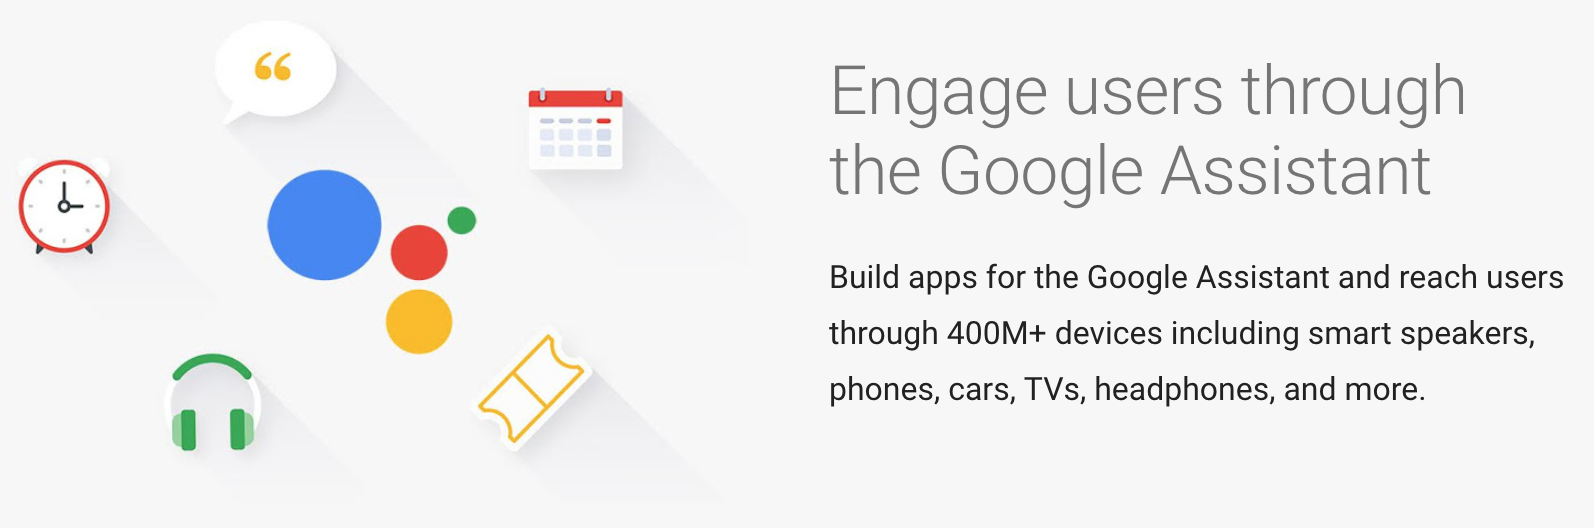 Engage users through
the Google Assistant
Build apps for the Google Assistant and reach users
through 400M+ devices including smart speakers,
phones, cars, TVs, headphones, and more.